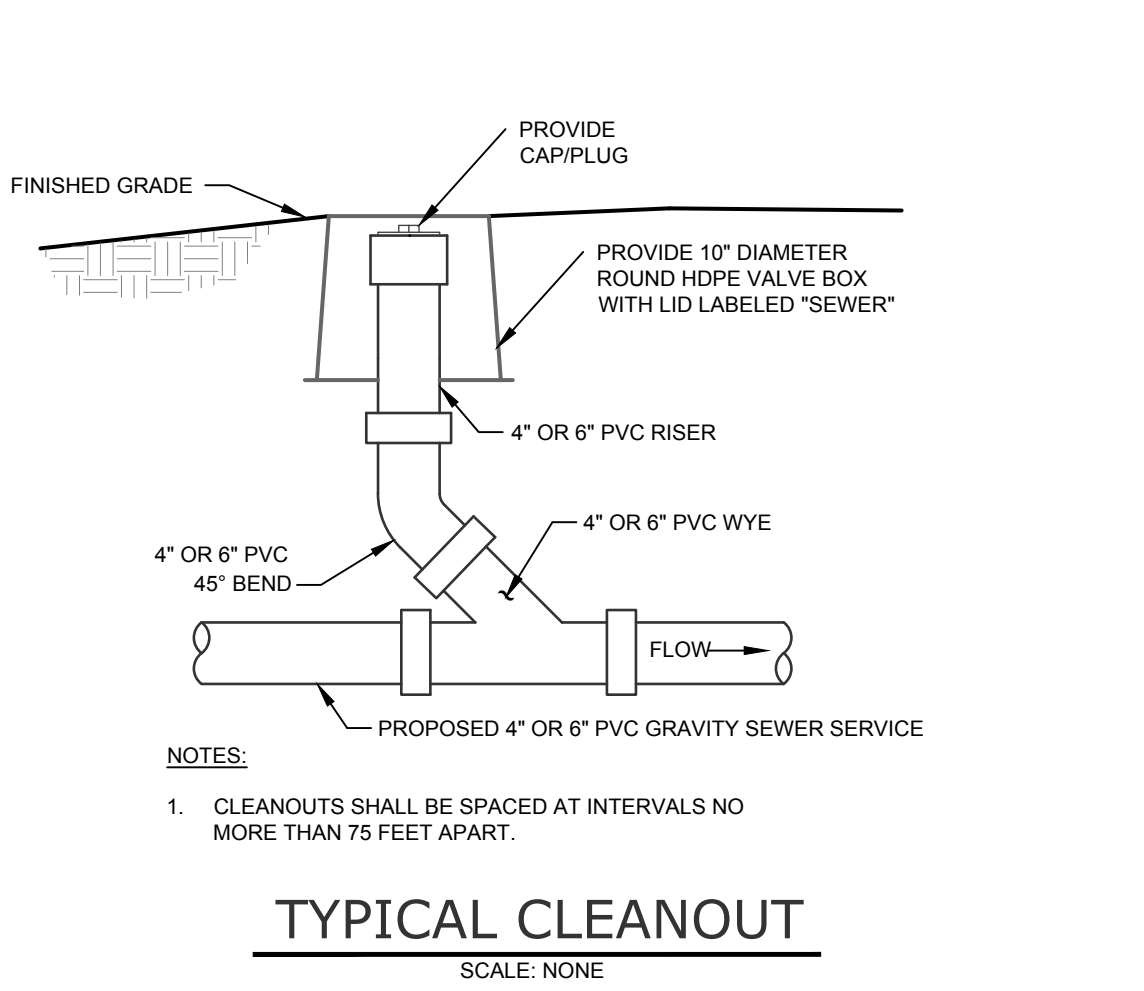 PROVIDE
CAP/PLUG
FINISHED GRADE
PROVIDE 10" DIAMETER
ROUND HDPE VALVE BOX
WITH LID LABELED "SEWER"
4" OR 6" PVC RISER
4" OR 6" PVC WYE
4" OR 6" PVC
45° BEND
FLOW
PROPOSED 4" OR 6" PVC GRAVITY SEWER SERVICE
NOTES:
1. CLEANOUTS SHALL BE SPACED AT INTERVALS NO
MORE THAN 75 FEET APART.
TYPICAL CLEANOUT
SCALE: NONE